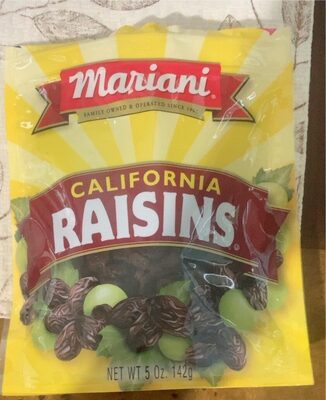 Mariani®
FAMILY OWNED & OPERATED SINCE
CALIFORNIA
RAISINS®
NET WT 5 Oz. 142g